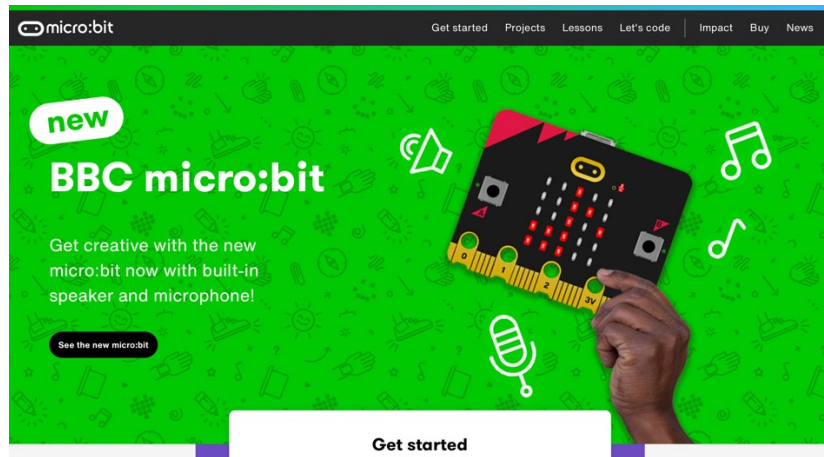 micro:bit
Get started Projects Lessons Let's code Impact Buy News
new
BBC micro:bit
Get creative with the new
micro:bit now with built-in
speaker and microphone!
See the new micro:bit
A
B
0 1 2 3V
Get started